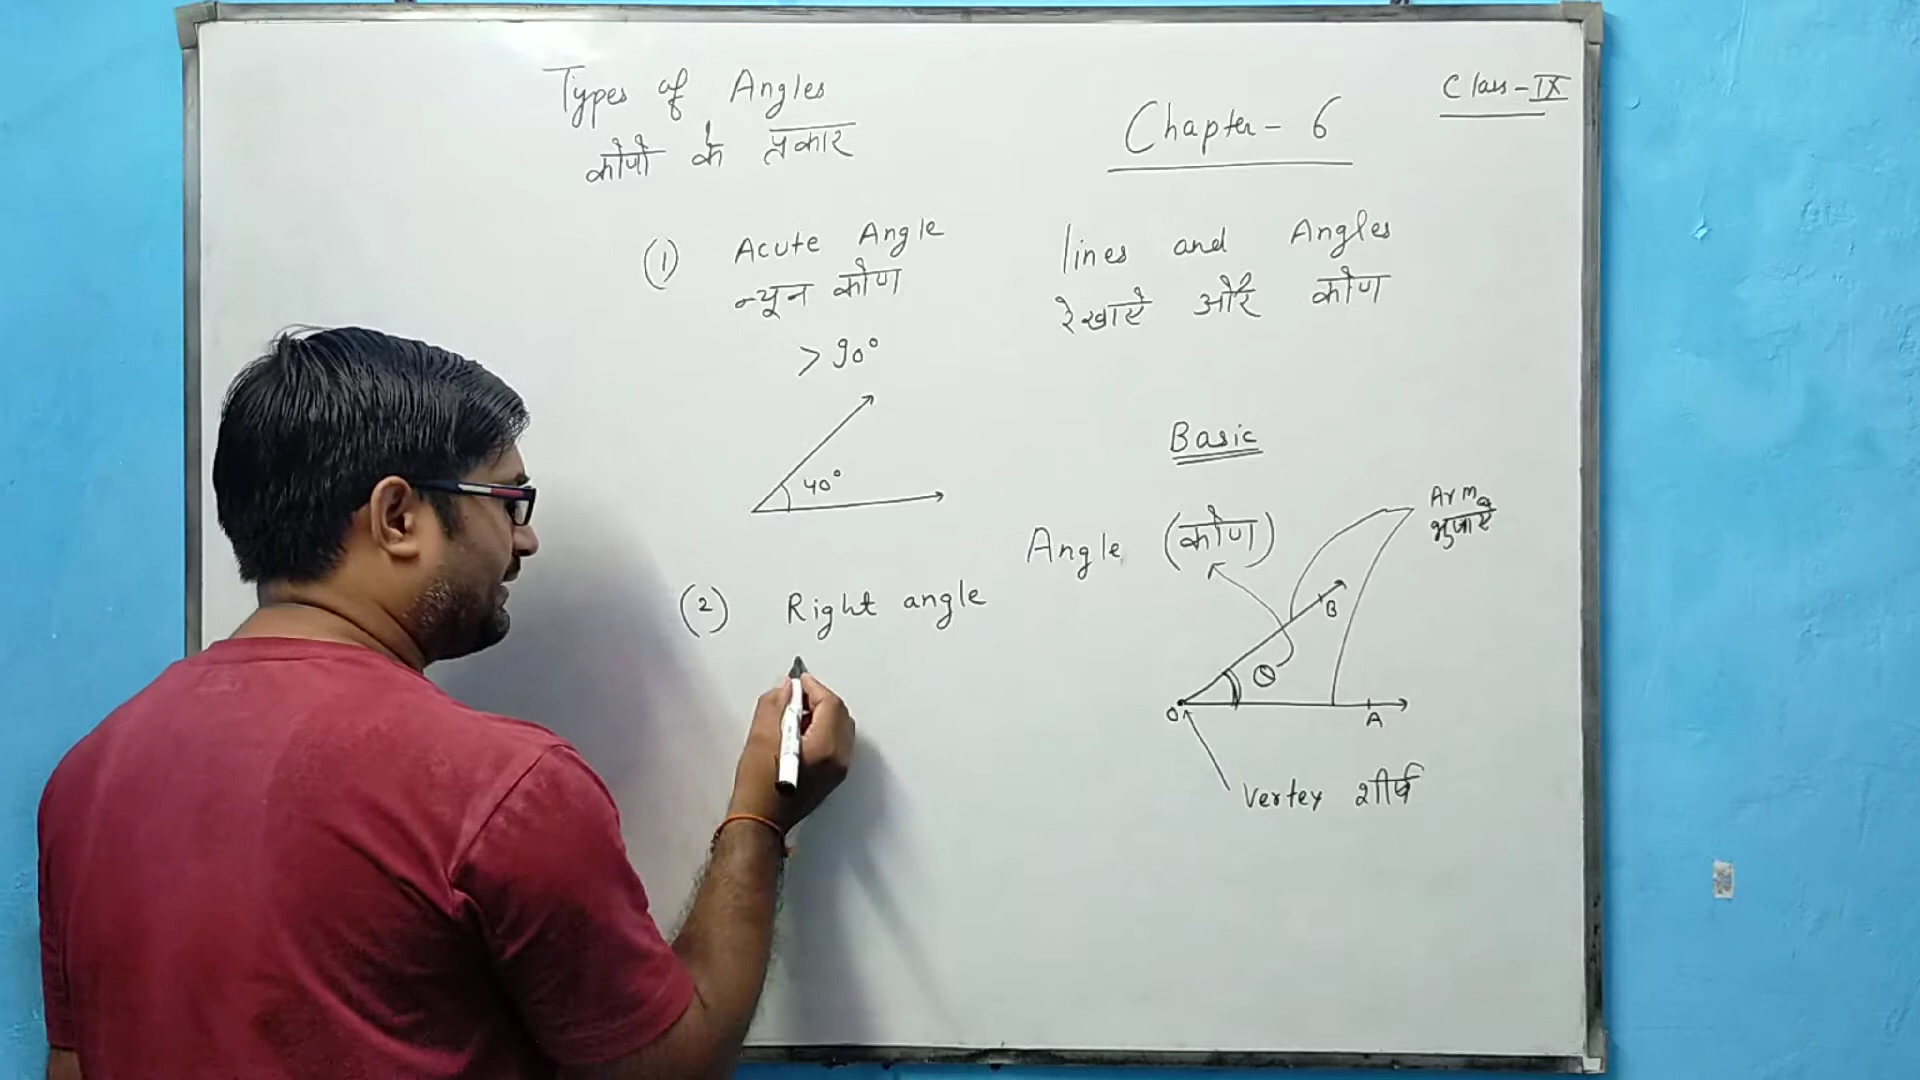 Types of Angles
कोणो के प्रकार
(1) Acute Angle
न्यून कोण
> 90°
40°
(2) Right angle
Class-IX
Chapter-6
lines and Angles
रेखाऐ और कोण
Basic
Angle (कोण)
Arms
भुजाऐ
B
θ
O
A
Vertex शीर्ष